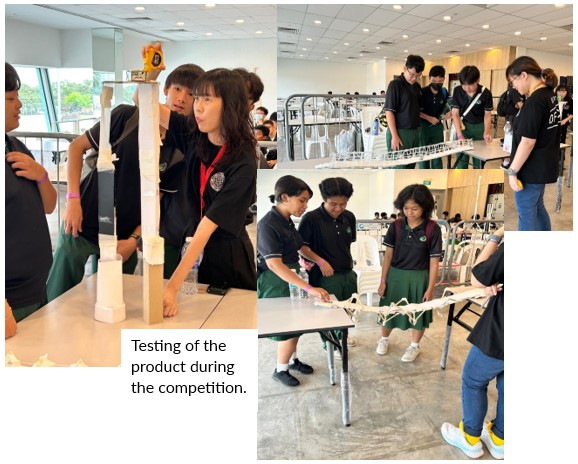 Testing of the
product during
the competition.